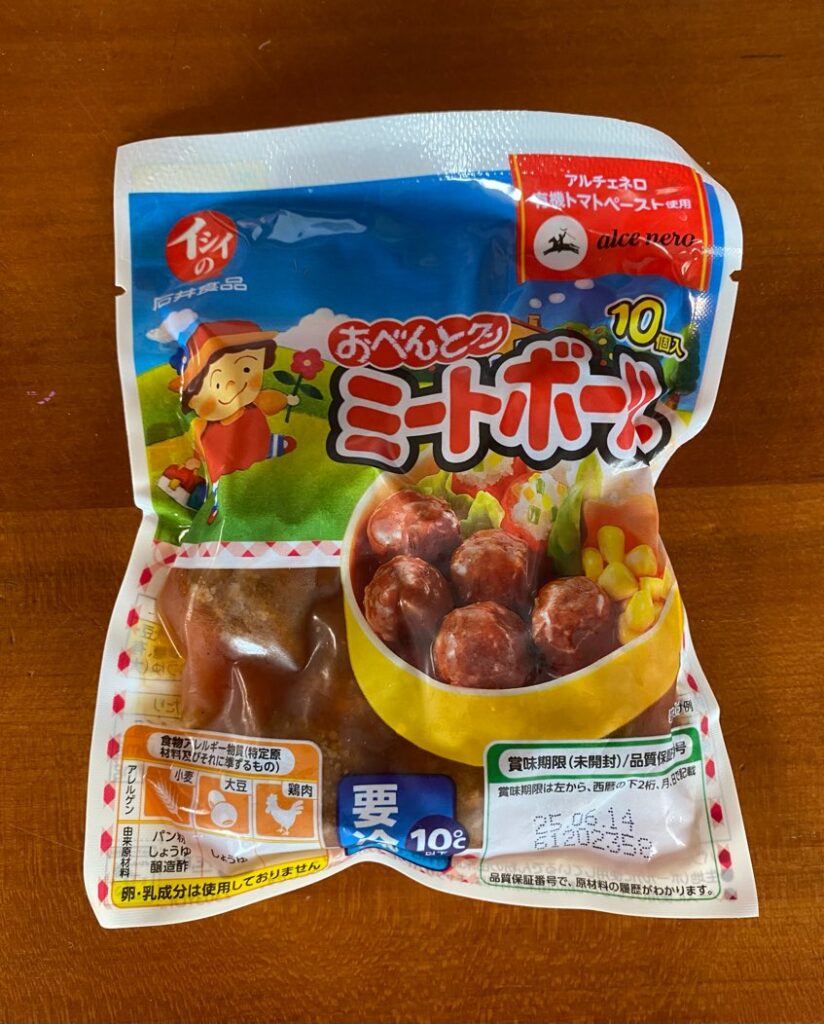 イシイの
石井食品
アルチェネロ
有機トマトペースト使用
alce nero
10個入
おべんとクン
ミートボール
食物アレルギー物質(特定原
材料及びそれに準ずるもの)
アレルゲン
小麦
大豆
鶏肉
由来原材料
パン粉
しょうゆ
醸造酢
しょうゆ
卵・乳成分は使用しておりません
要冷
10℃
以下
賞味期限(未開封)/品質保証番号
賞味期限は左から、西暦の下2桁、月、日で記載
25.06.14
61202358
品質保証番号で、原材料の履歴がわかります。